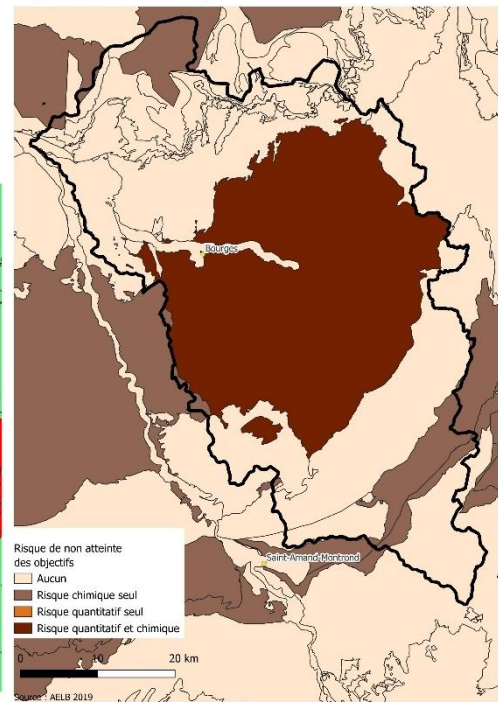 Bourges
Saint-Amand-Montrond
Risque de non atteinte
des objectifs
Aucun
Risque chimique seul
Risque quantitatif seul
Risque quantitatif et chimique
0 10 20 km
Source : AELB 2019